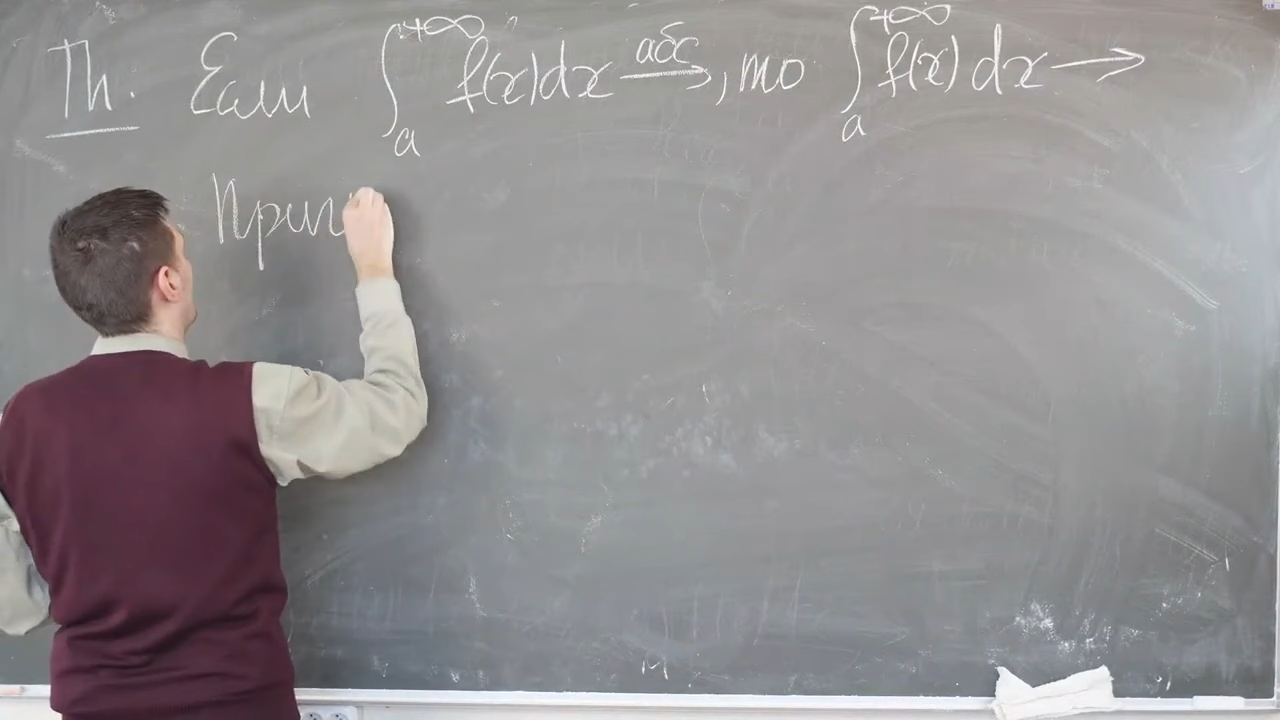 Th. Если ∫_a^{+∞} f(x)dx абс→, то ∫_a^{+∞} f(x)dx →
Прим